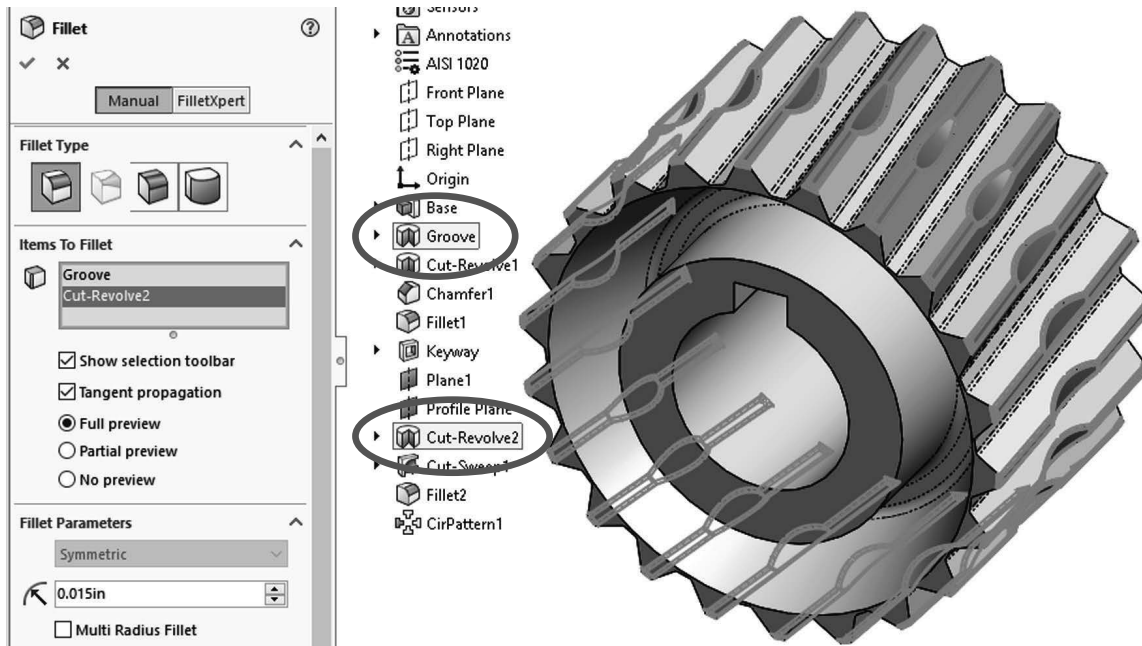 Fillet
Manual
FilletXpert
Fillet Type
Items To Fillet
Groove
Cut-Revolve2
Show selection toolbar
Tangent propagation
Full preview
Partial preview
No preview
Fillet Parameters
Symmetric
0.015in
Multi Radius Fillet
Sensors
Annotations
AISI 1020
Front Plane
Top Plane
Right Plane
Origin
Base
Groove
Cut-Revolve1
Chamfer1
Fillet1
Keyway
Plane1
Profile Plane
Cut-Revolve2
Cut-Sweep1
Fillet2
CirPattern1